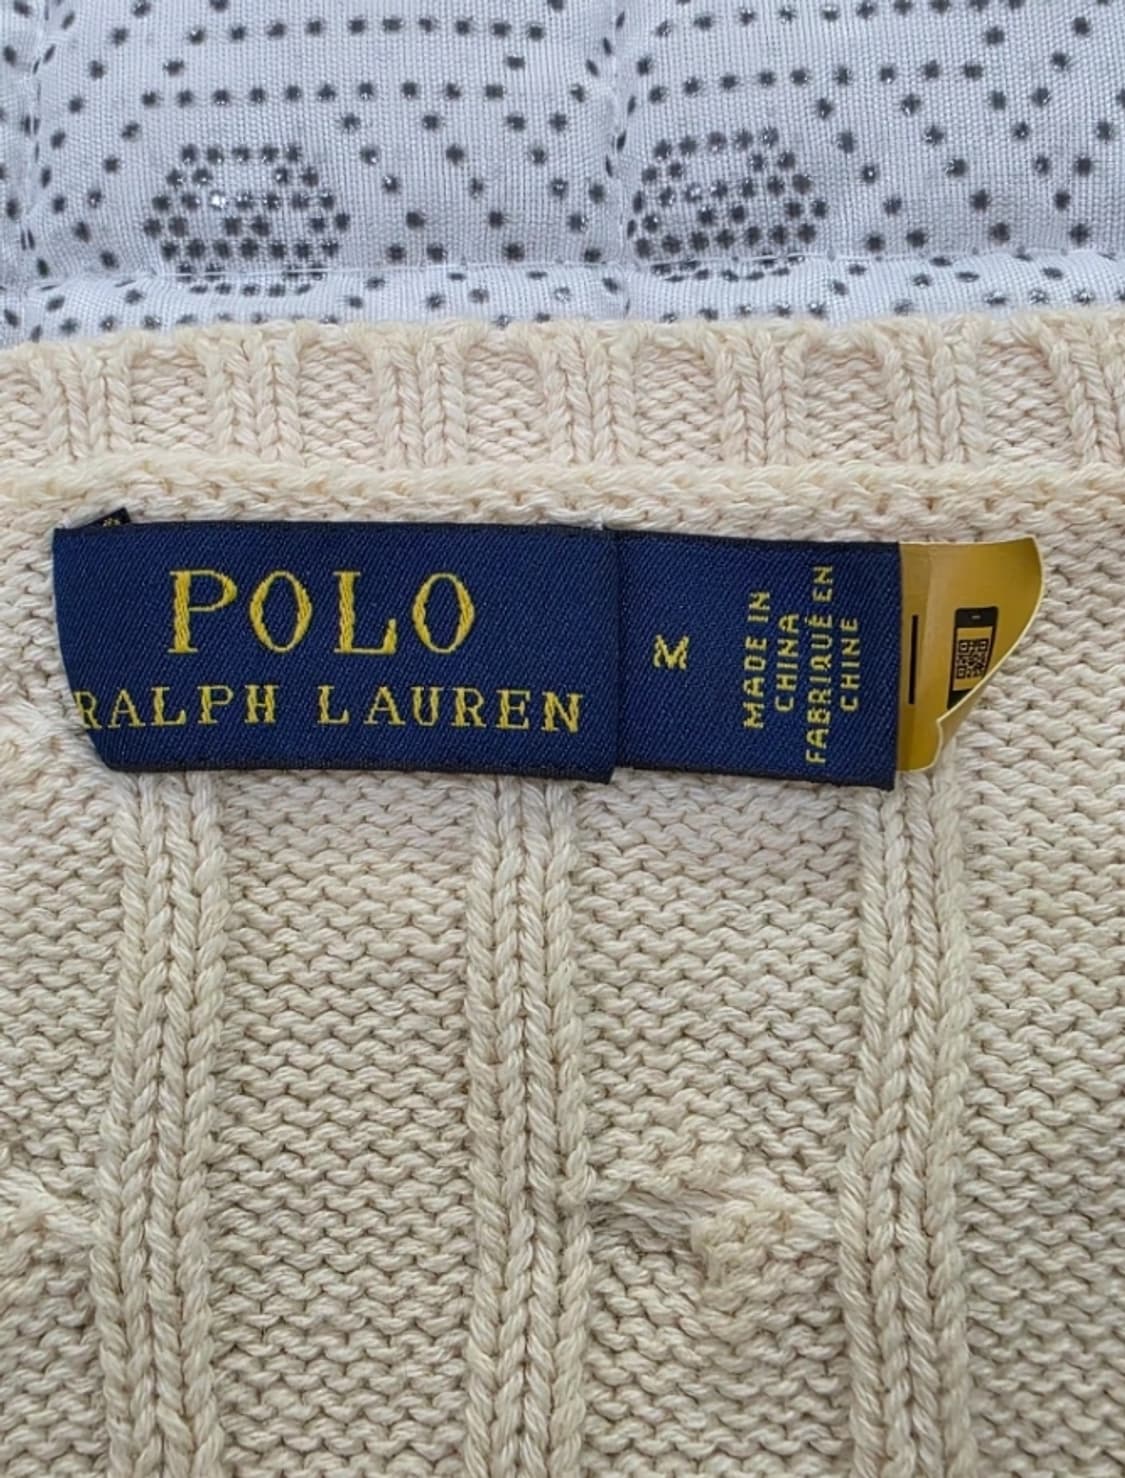 POLO
RALPH LAUREN
M
MADE IN
CHINA
FABRIQUÉ EN
CHINE